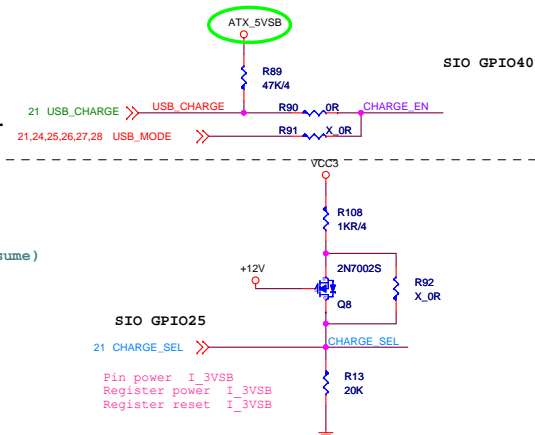 ATX_5VSB
SIO GPIO40
R89
47K/4
21 USB_CHARGE
USB_CHARGE
R90
0R
CHARGE_EN
21,24,25,26,27,28 USB_MODE
R91
X_0R
VCC3
R108
1KR/4
sume)
+12V
2N7002S
R92
X_0R
Q8
SIO GPIO25
21 CHARGE_SEL
CHARGE_SEL
Pin power I_3VSB
Register power I_3VSB
Register reset I_3VSB
R13
20K